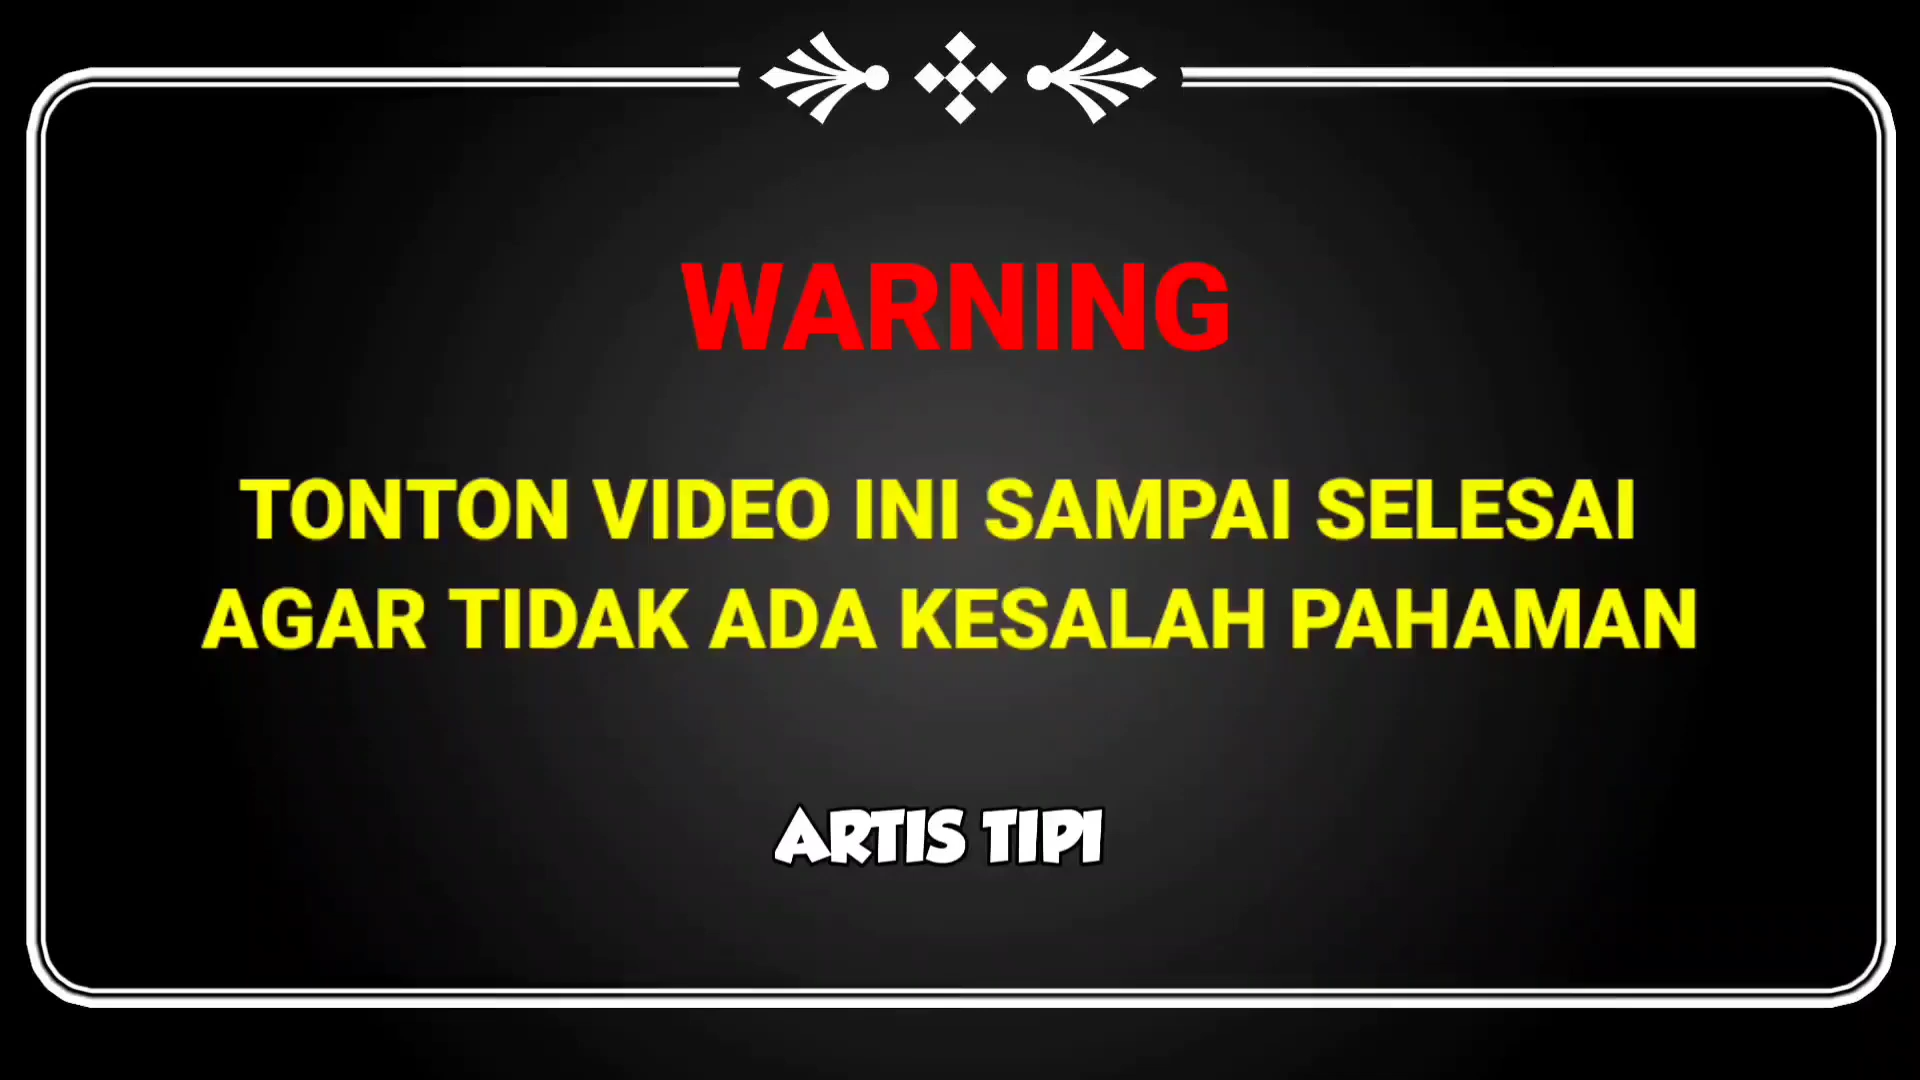 WARNING
TONTON VIDEO INI SAMPAI SELESAI
AGAR TIDAK ADA KESALAH PAHAMAN
ARTIS TIPI